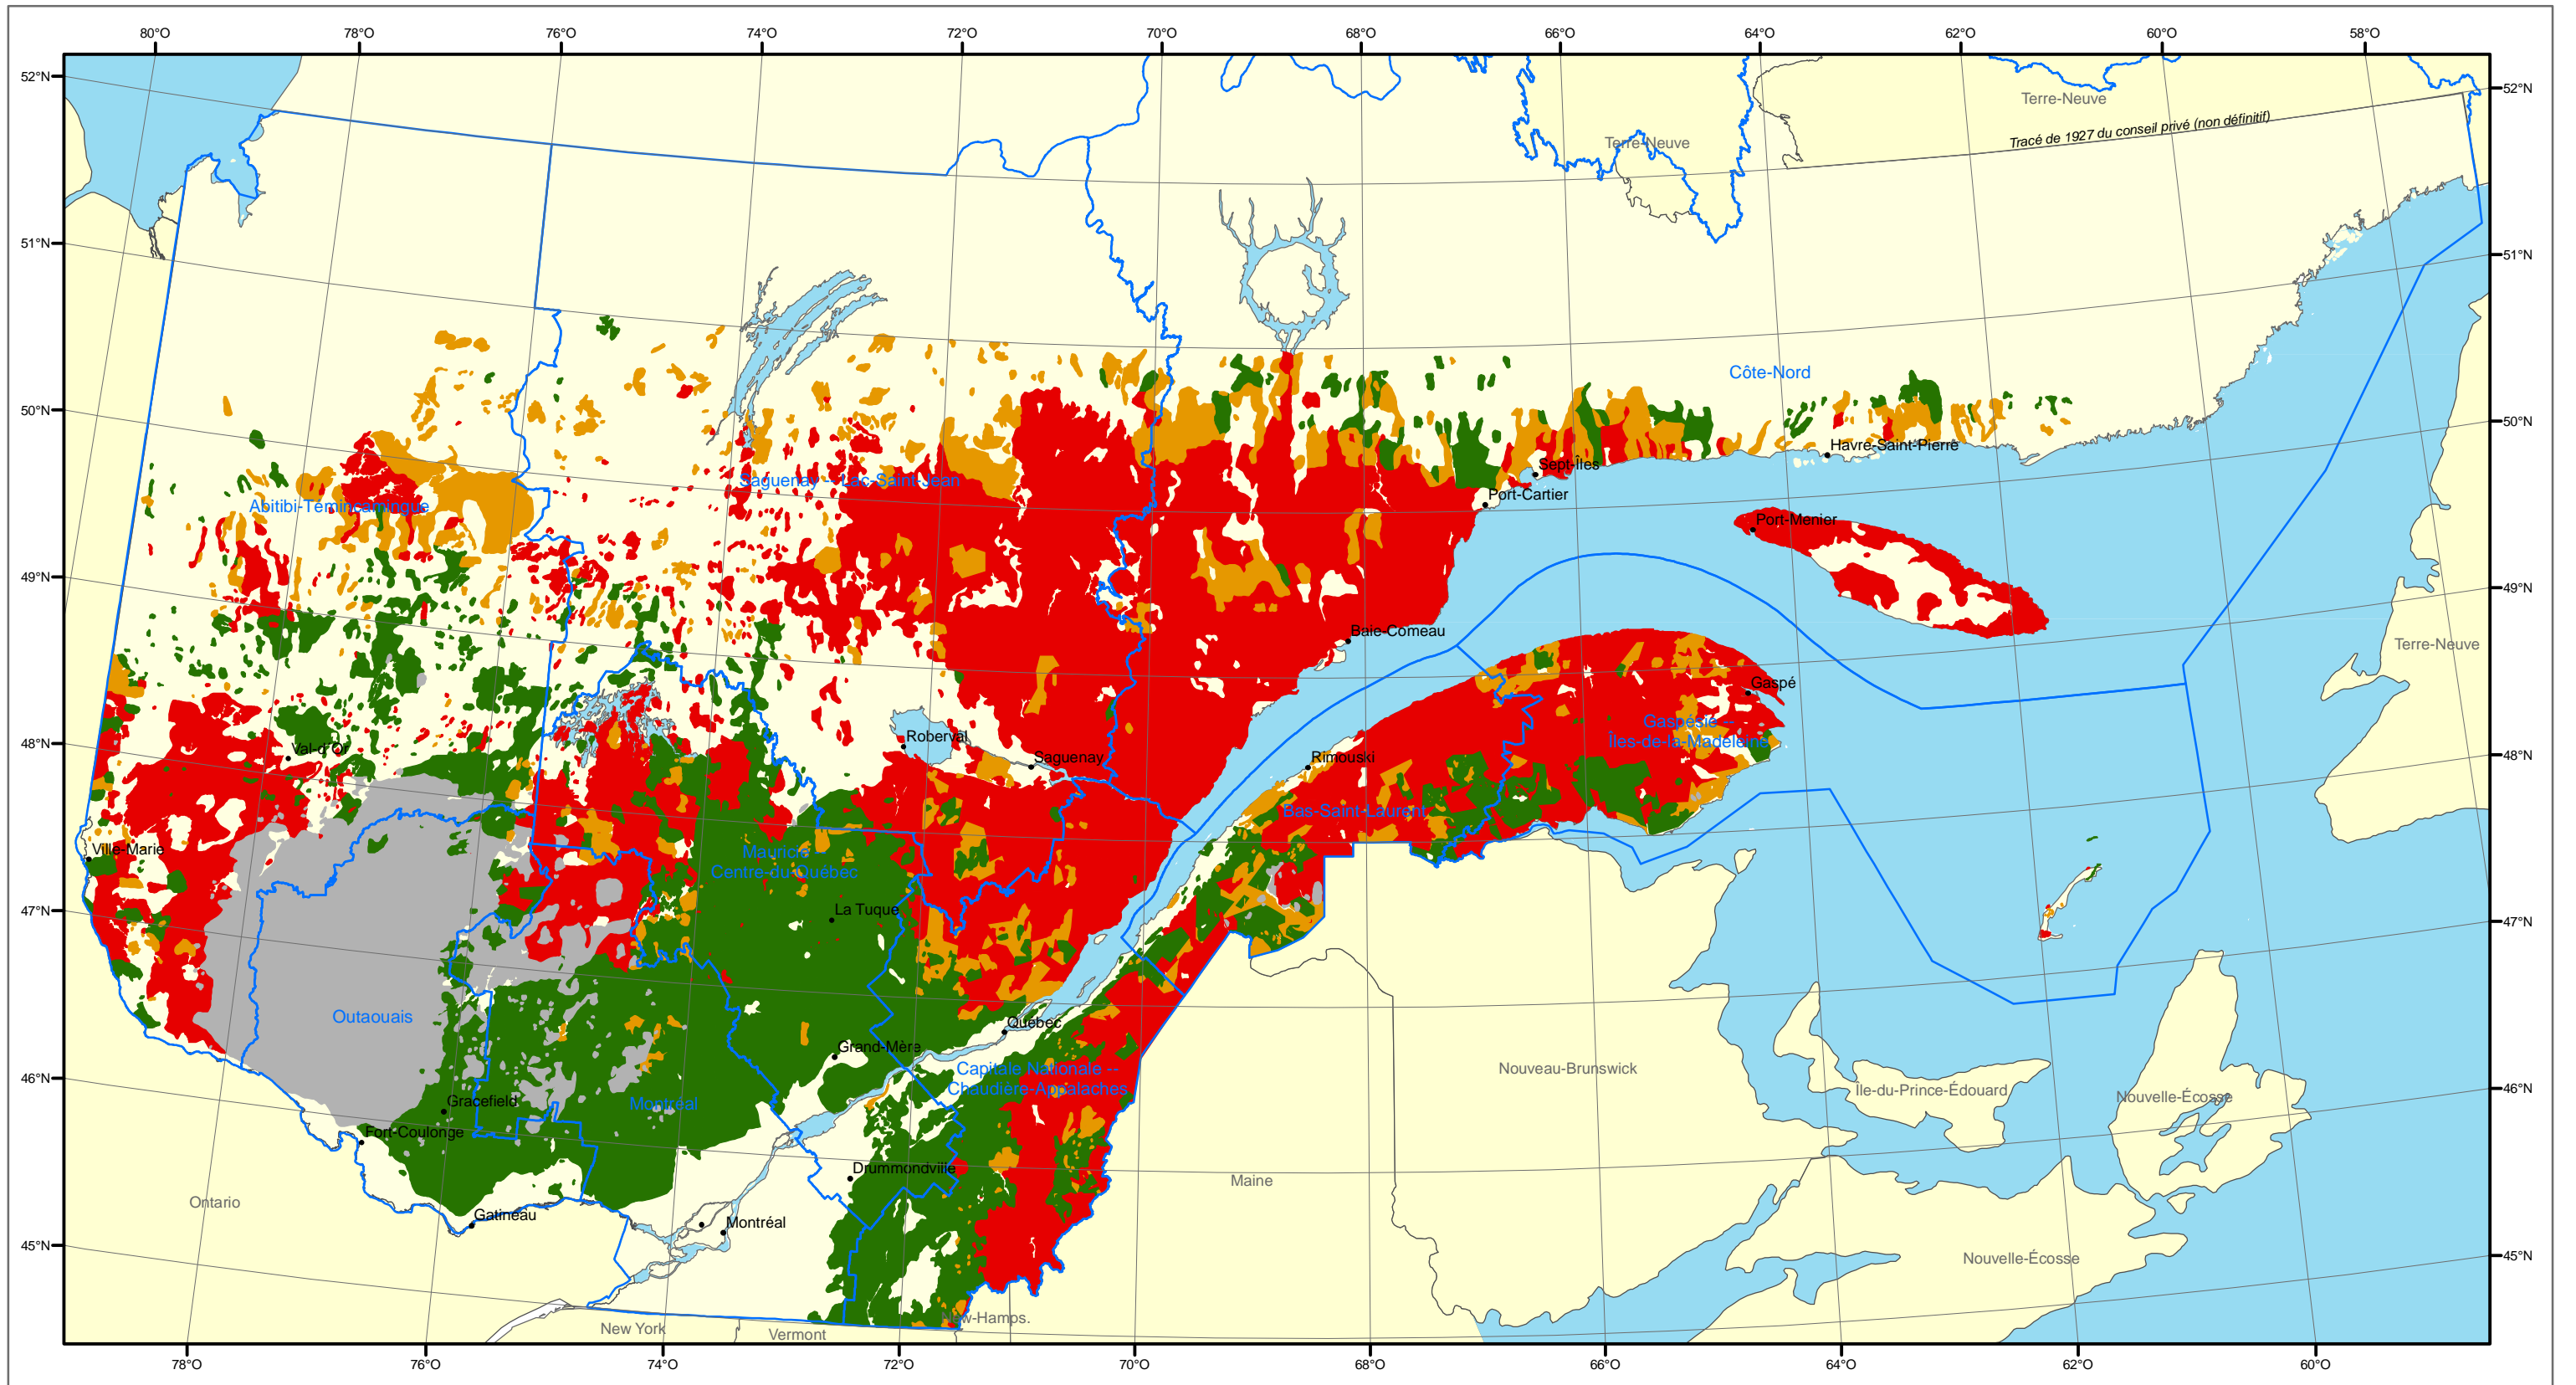 80°O 78°O 76°O 74°O 72°O 70°O 68°O 66°O 64°O 62°O 60°O 58°O
52°N
52°N
Terre-Neuve
Tracé de 1927 du conseil privé (non définitif)
Terre-Neuve
51°N
51°N
Côte-Nord
50°N
50°N
Havre-Saint-Pierre
Sept-Îles
Saguenay -- Lac-Saint-Jean
Port-Cartier
Abitibi-Témincamingue
Port-Menier
49°N
49°N
Baie-Comeau
Terre-Neuve
Gaspé
Gaspésie --
Îles-de-la-Madeleine
Roberval
48°N
48°N
Val-d'Or
Saguenay
Rimouski
Bas-Saint-Laurent
Ville-Marie
Mauricie --
Centre-du-Québec
La Tuque
47°N
47°N
Outaouais
Québec
Grand-Mère
Capitale Nationale --
Chaudière-Appalaches
Nouveau-Brunswick
46°N
46°N
Île-du-Prince-Édouard
Nouvelle-Écosse
Gracefield
Montréal
Fort-Coulonge
Drummondville
Maine
Ontario
Gatineau
Montréal
45°N
45°N
Nouvelle-Écosse
New-Hamps.
New York
Vermont
78°O 76°O 74°O 72°O 70°O 68°O 66°O 64°O 62°O 60°O